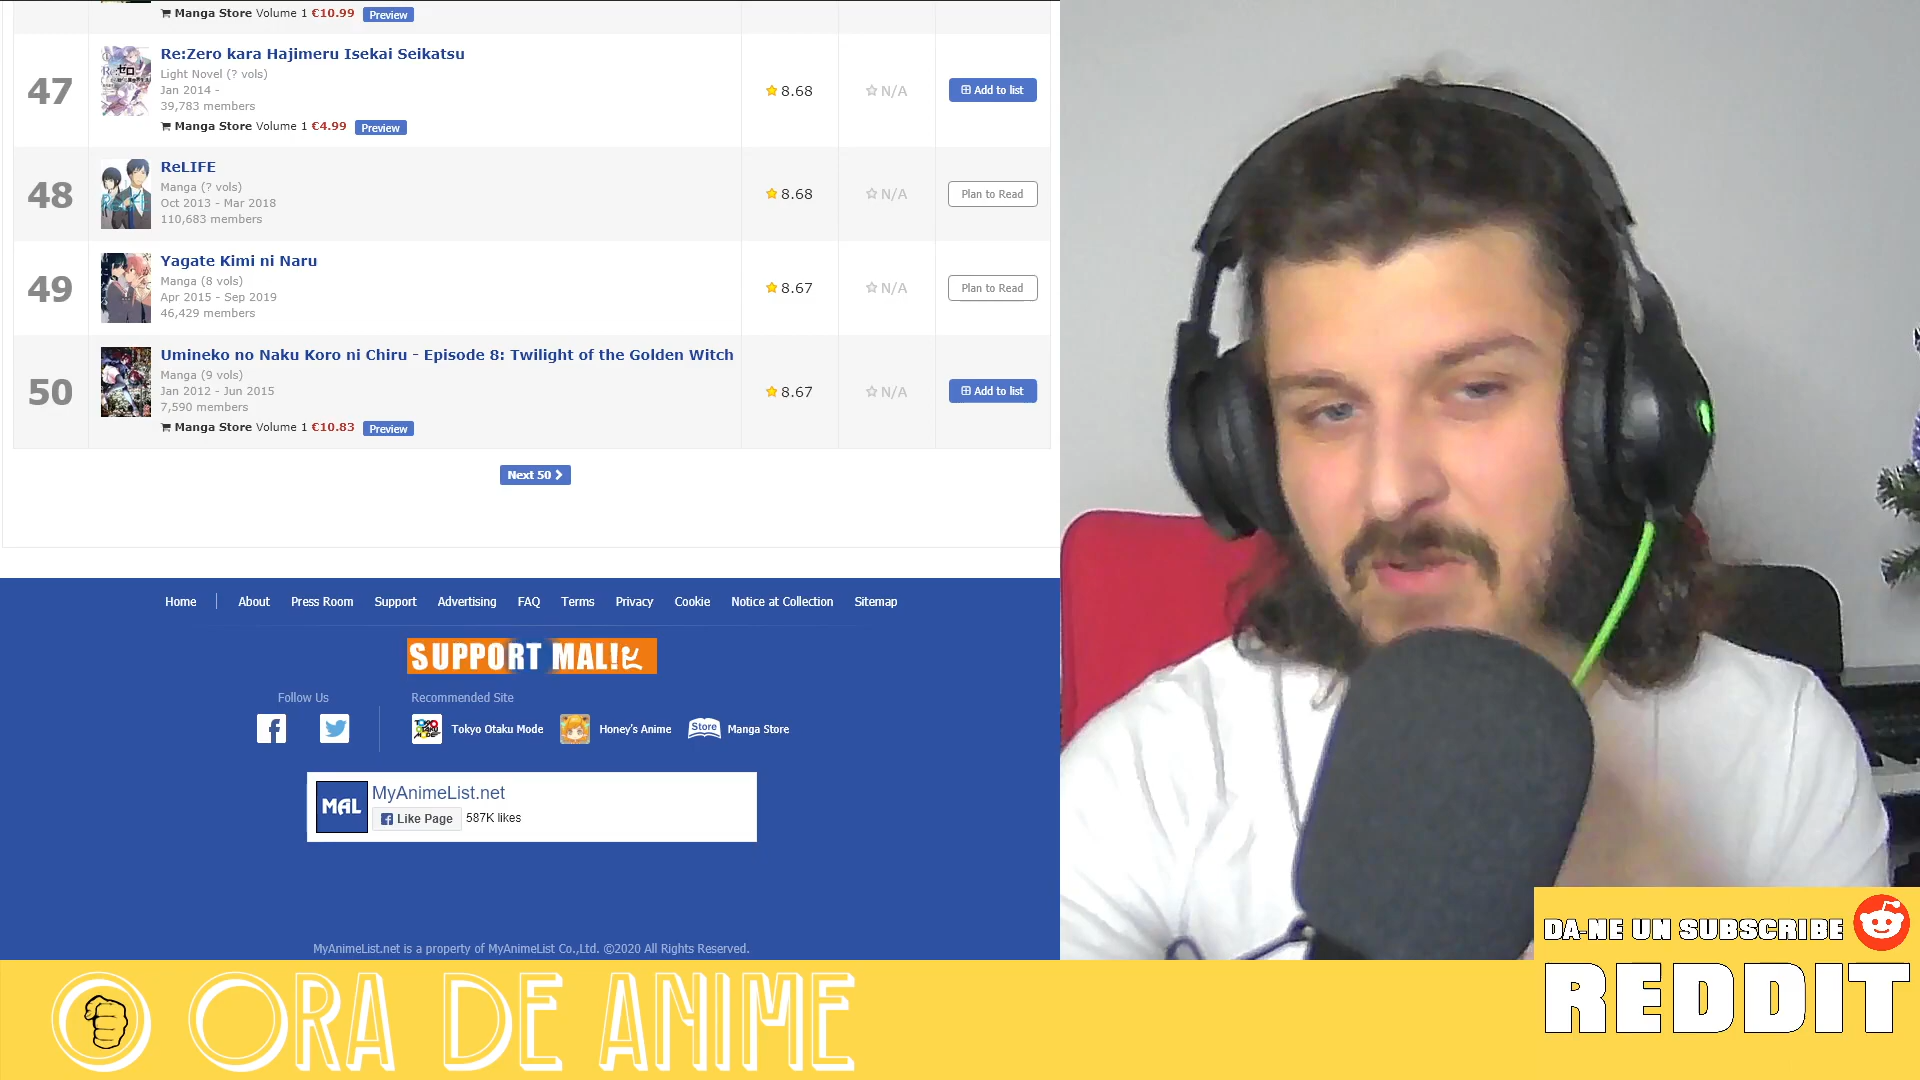 Manga Store Volume 1 €10.99 Preview
47
Re:Zero kara Hajimeru Isekai Seikatsu
Light Novel (? vols)
Jan 2014 -
39,783 members
Manga Store Volume 1 €4.99 Preview
8.68
N/A
Add to list
48
ReLIFE
Manga (? vols)
Oct 2013 - Mar 2018
110,683 members
8.68
N/A
Plan to Read
49
Yagate Kimi ni Naru
Manga (8 vols)
Apr 2015 - Sep 2019
46,429 members
8.67
N/A
Plan to Read
50
Umineko no Naku Koro ni Chiru - Episode 8: Twilight of the Golden Witch
Manga (9 vols)
Jan 2012 - Jun 2015
7,590 members
Manga Store Volume 1 €10.83 Preview
8.67
N/A
Add to list
Next 50
Home About Press Room Support Advertising FAQ Terms Privacy Cookie Notice at Collection Sitemap
SUPPORT MAL!
Follow Us
Recommended Site
Tokyo Otaku Mode
Honey's Anime
Store
Manga Store
MAL
MyAnimeList.net
Like Page 587K likes
MyAnimeList.net is a property of MyAnimeList Co.,Ltd. ©2020 All Rights Reserved.
DA-NE UN SUBSCRIBE
REDDIT
ORA DE ANIME